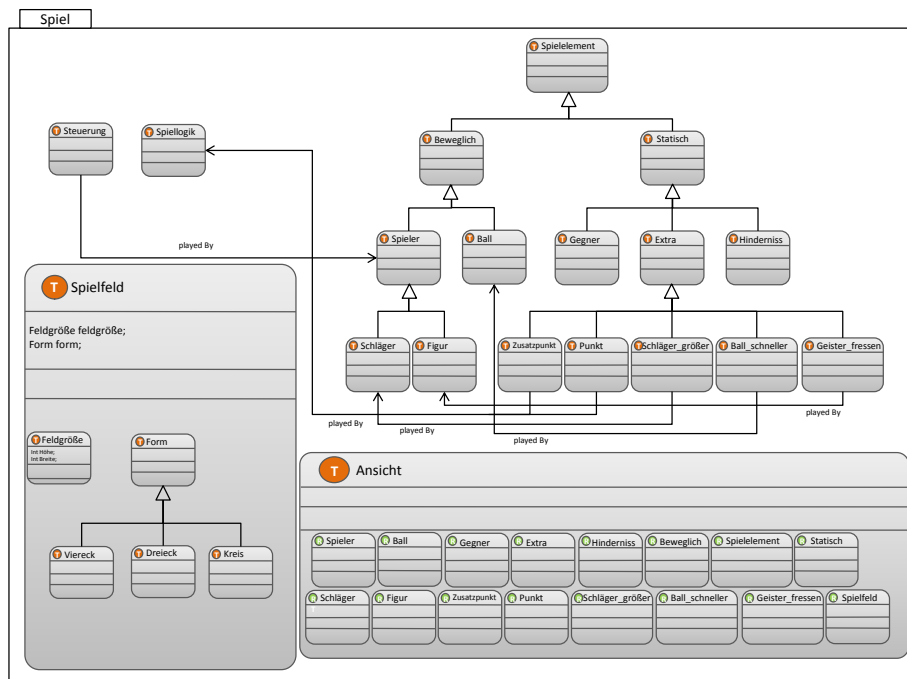 Spiel
T Spielelement
T Steuerung
T Spiellogik
T Beweglich
T Statisch
played By
T Spieler
T Ball
T Gegner
T Extra
T Hinderniss
T Spielfeld
Feldgröße feldgröße;
Form form;
T Schläger
T Figur
T Zusatzpunkt
T Punkt
T Schläger_größer
T Ball_schneller
T Geister_fressen
played By
played By
played By
played By
T Feldgröße
Int Höhe;
Int Breite;
T Form
T Viereck
T Dreieck
T Kreis
T Ansicht
R Spieler
R Ball
R Gegner
R Extra
R Hinderniss
R Beweglich
R Spielelement
R Statisch
R Schläger
T
R Figur
R Zusatzpunkt
R Punkt
R Schläger_größer
R Ball_schneller
R Geister_fressen
R Spielfeld